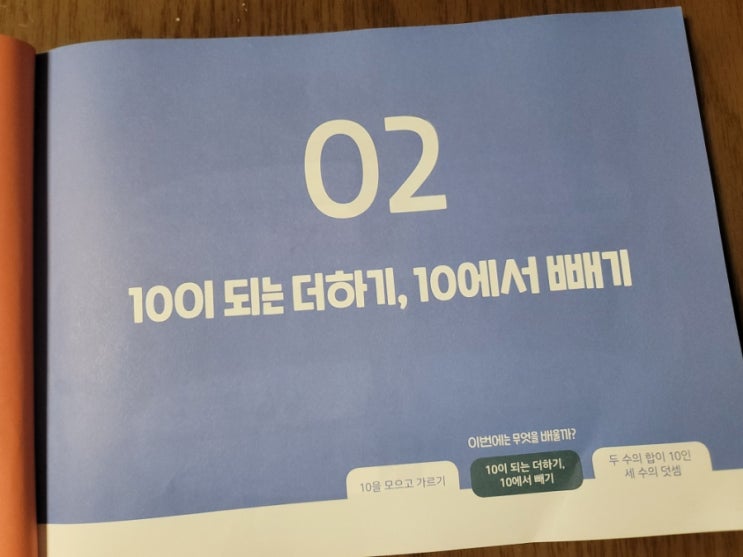 02
10이 되는 더하기, 10에서 빼기
이번에는 무엇을 배울까?
10을 모으고 가르기
10이 되는 더하기,
10에서 빼기
두 수의 합이 10인
세 수의 덧셈